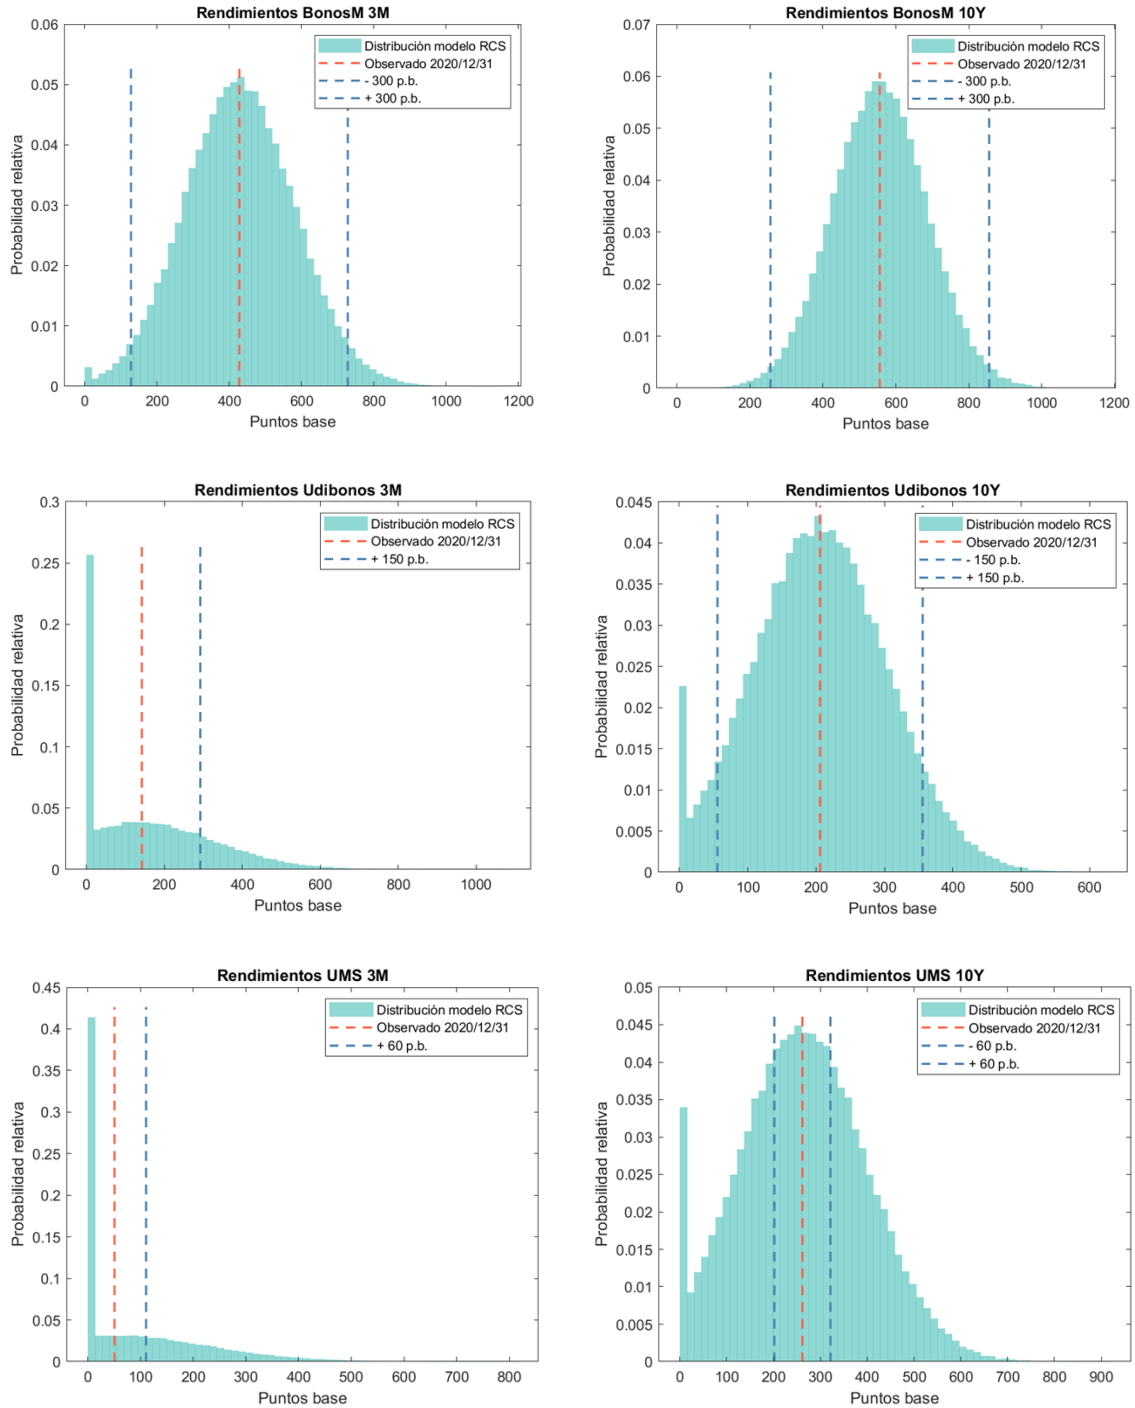 Rendimientos BonosM 3M
0.06
0.05
0.04
0.03
0.02
0.01
0
Probabilidad relativa
Distribución modelo RCS
Observado 2020/12/31
- 300 p.b.
+ 300 p.b.
0 200 400 600 800 1000 1200
Puntos base
Rendimientos BonosM 10Y
0.07
0.06
0.05
0.04
0.03
0.02
0.01
0
Probabilidad relativa
Distribución modelo RCS
Observado 2020/12/31
- 300 p.b.
+ 300 p.b.
0 200 400 600 800 1000 1200
Puntos base
Rendimientos Udibonos 3M
0.3
0.25
0.2
0.15
0.1
0.05
0
Probabilidad relativa
Distribución modelo RCS
Observado 2020/12/31
+ 150 p.b.
0 200 400 600 800 1000
Puntos base
Rendimientos Udibonos 10Y
0.045
0.04
0.035
0.03
0.025
0.02
0.015
0.01
0.005
0
Probabilidad relativa
Distribución modelo RCS
Observado 2020/12/31
- 150 p.b.
+ 150 p.b.
0 100 200 300 400 500 600
Puntos base
Rendimientos UMS 3M
0.45
0.4
0.35
0.3
0.25
0.2
0.15
0.1
0.05
0
Probabilidad relativa
Distribución modelo RCS
Observado 2020/12/31
+ 60 p.b.
0 100 200 300 400 500 600 700 800
Puntos base
Rendimientos UMS 10Y
0.05
0.045
0.04
0.035
0.03
0.025
0.02
0.015
0.01
0.005
0
Probabilidad relativa
Distribución modelo RCS
Observado 2020/12/31
- 60 p.b.
+ 60 p.b.
0 100 200 300 400 500 600 700 800 900
Puntos base